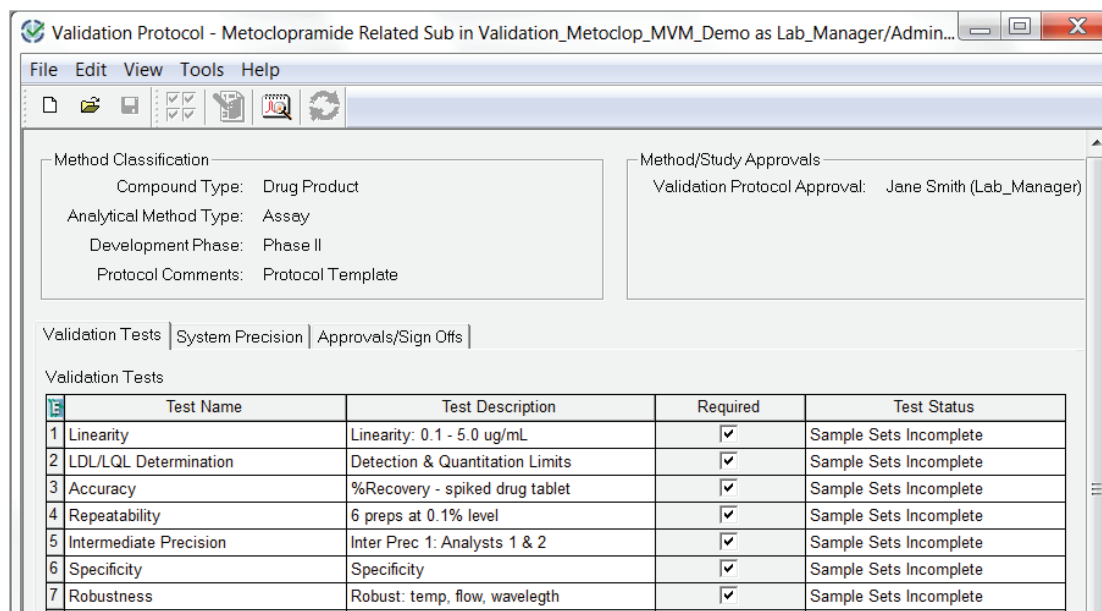 Validation Protocol - Metoclopramide Related Sub in Validation_Metoclop_MVM_Demo as Lab_Manager/Admin...
File Edit View Tools Help
Method Classification
Compound Type: Drug Product
Analytical Method Type: Assay
Development Phase: Phase II
Protocol Comments: Protocol Template
Method/Study Approvals
Validation Protocol Approval: Jane Smith (Lab_Manager)
Validation Tests System Precision Approvals/Sign Offs
Validation Tests
Test Name Test Description Required Test Status
1 Linearity Linearity: 0.1 - 5.0 ug/mL Sample Sets Incomplete
2 LDL/LQL Determination Detection & Quantitation Limits Sample Sets Incomplete
3 Accuracy %Recovery - spiked drug tablet Sample Sets Incomplete
4 Repeatability 6 preps at 0.1% level Sample Sets Incomplete
5 Intermediate Precision Inter Prec 1: Analysts 1 & 2 Sample Sets Incomplete
6 Specificity Specificity Sample Sets Incomplete
7 Robustness Robust: temp, flow, wavelegth Sample Sets Incomplete